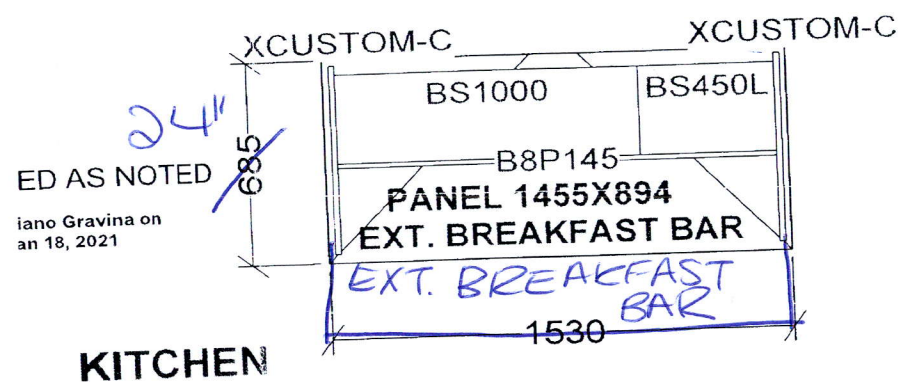 XCUSTOM-C
XCUSTOM-C
BS1000
BS450L
24"
685
ED AS NOTED
B8P145
iano Gravina on
an 18, 2021
PANEL 1455X894
EXT. BREAKFAST BAR
EXT. BREAKFAST
BAR
1530
KITCHEN